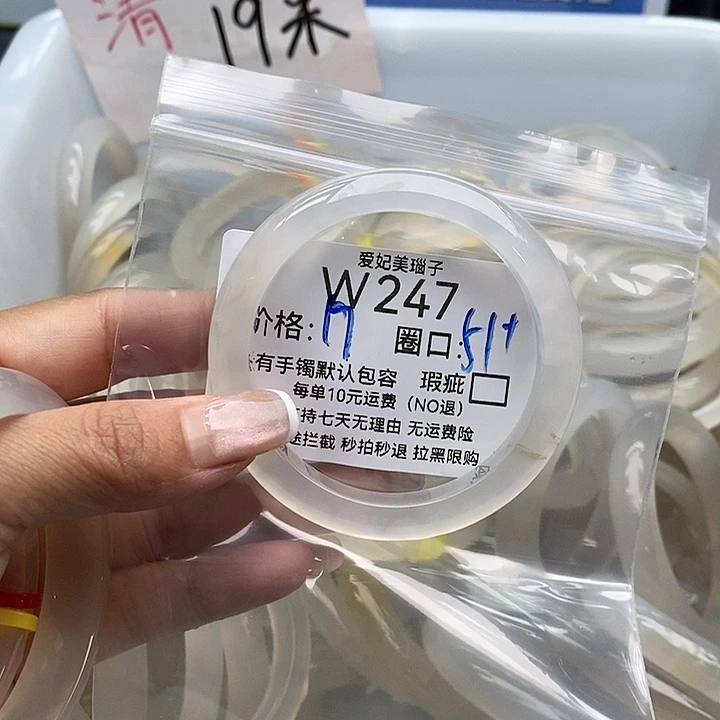 清 19米
爱妃美瑙子
W247
价格: 圈口:51+
有手镯默认包容 瑕疵
每单10元运费（NO退）
持七天无理由 无运费险
拦截 秒拍秒退 拉黑限购